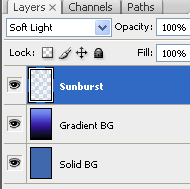 Layers × Channels Paths
Soft Light Opacity: 100%
Lock: Fill: 100%
Sunburst
Gradient BG
Solid BG